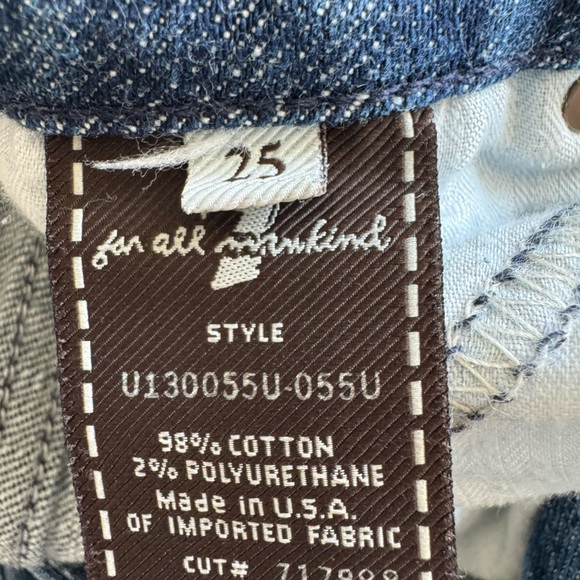 25
for all mankind
STYLE
U130055U-055U
98% COTTON
2% POLYURETHANE
Made in U.S.A.
OF IMPORTED FABRIC
CUT#